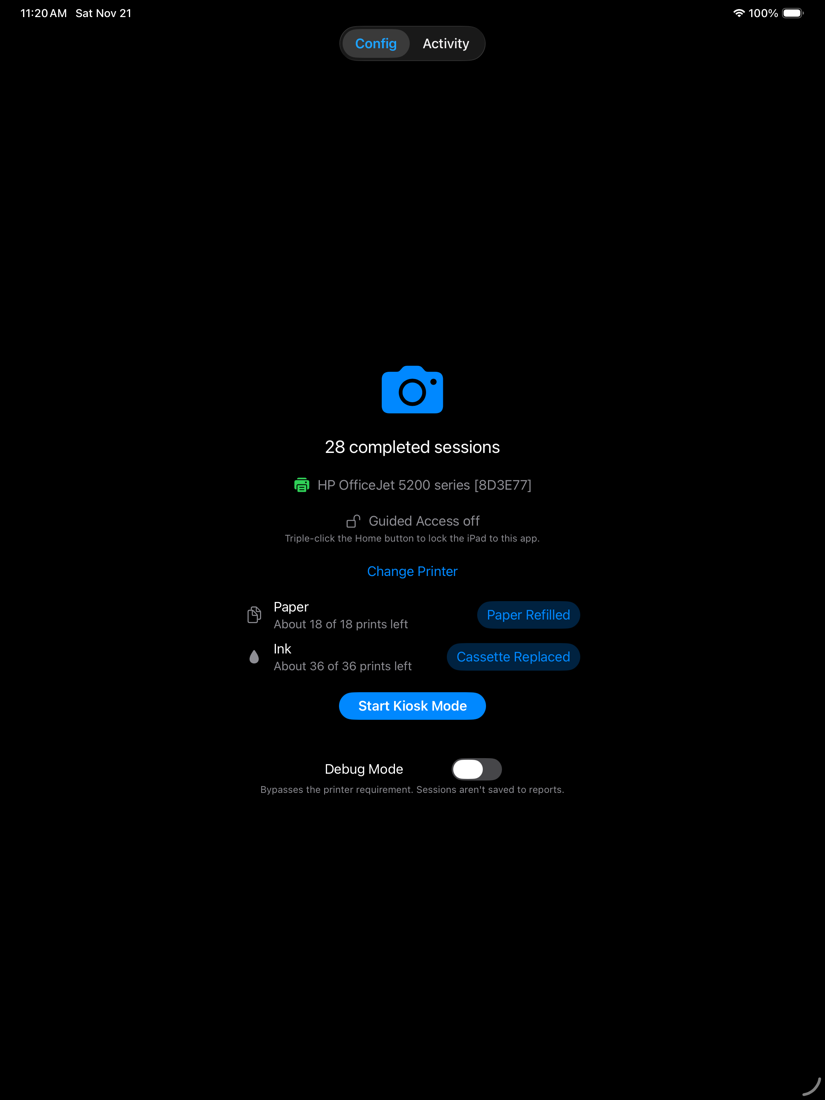 11:20 AM Sat Nov 21
100%
Config Activity
28 completed sessions
HP OfficeJet 5200 series [8D3E77]
Guided Access off
Triple-click the Home button to lock the iPad to this app.
Change Printer
Paper
About 18 of 18 prints left
Paper Refilled
Ink
About 36 of 36 prints left
Cassette Replaced
Start Kiosk Mode
Debug Mode
Bypasses the printer requirement. Sessions aren't saved to reports.